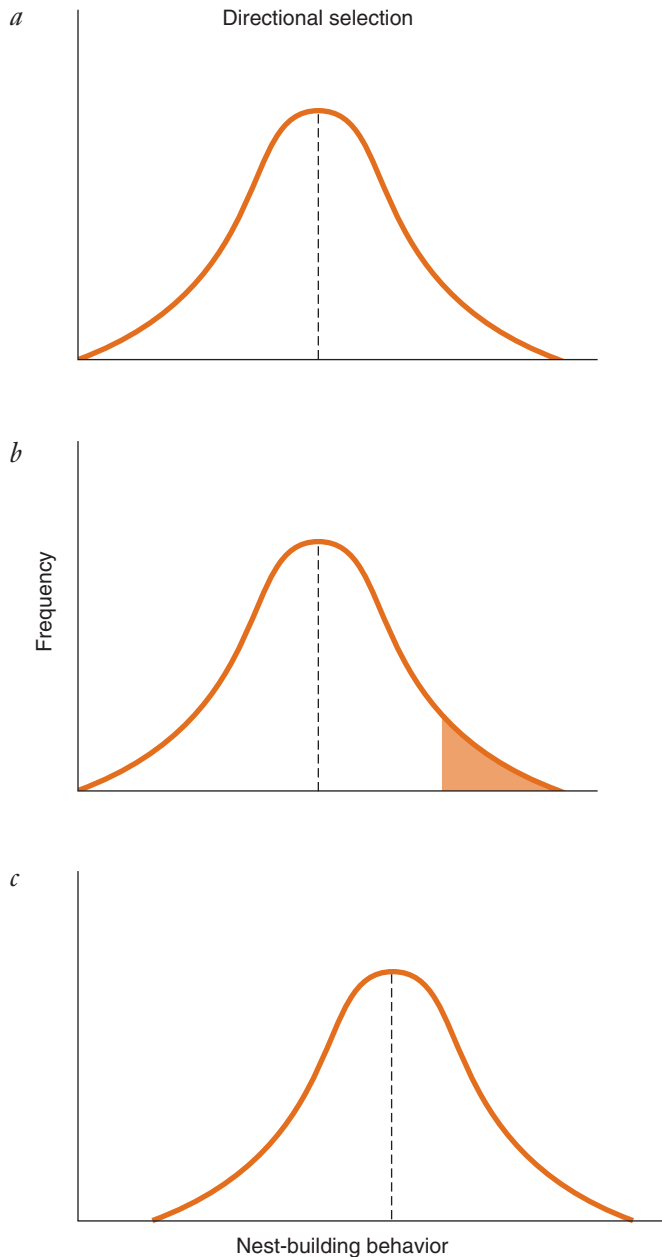 a
Directional selection
b
Frequency
c
Nest-building behavior